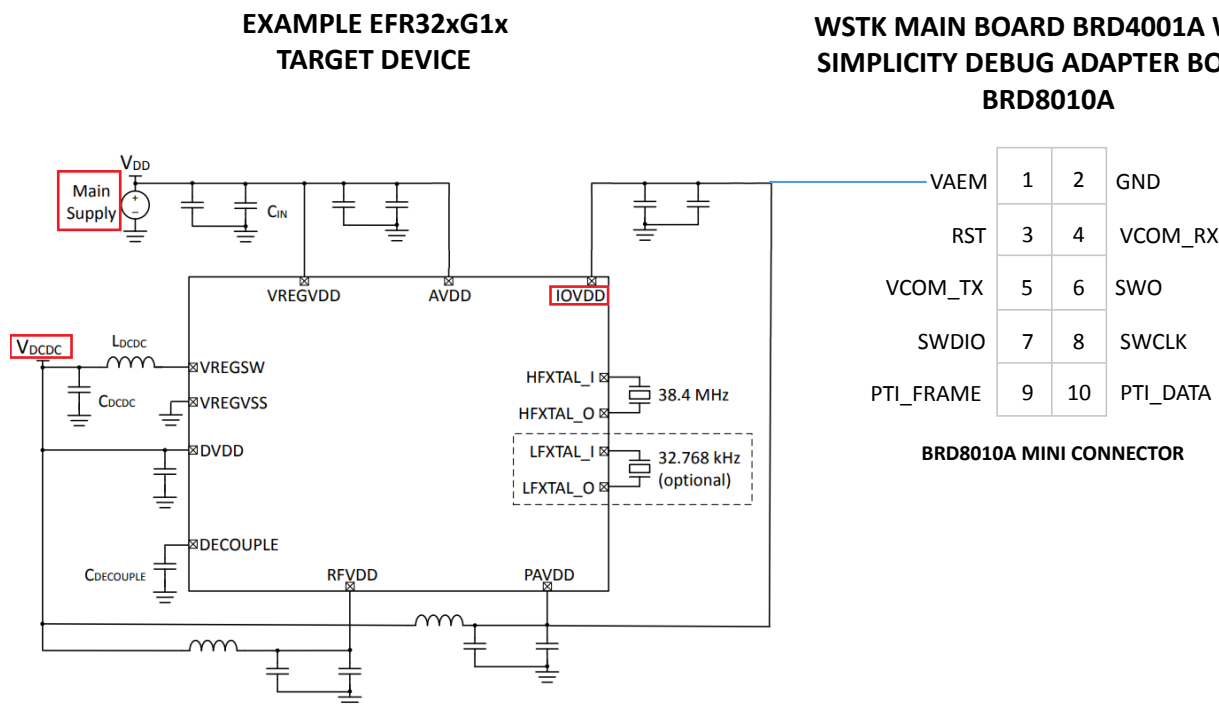 EXAMPLE EFR32xG1x
TARGET DEVICE
WSTK MAIN BOARD BRD4001A W
SIMPLICITY DEBUG ADAPTER BO
BRD8010A
VDD
Main
Supply
+
−
CIN
VREGVDD
AVDD
IOVDD
VDCDC
LDCDC
CDCDC
VREGSW
VREGVSS
DVDD
HFXTAL_I
38.4 MHz
HFXTAL_O
LFXTAL_I
32.768 kHz
(optional)
LFXTAL_O
DECOUPLE
CDECOUPLE
RFVDD
PAVDD
VAEM 1 2 GND
RST 3 4 VCOM_RX
VCOM_TX 5 6 SWO
SWDIO 7 8 SWCLK
PTI_FRAME 9 10 PTI_DATA
BRD8010A MINI CONNECTOR